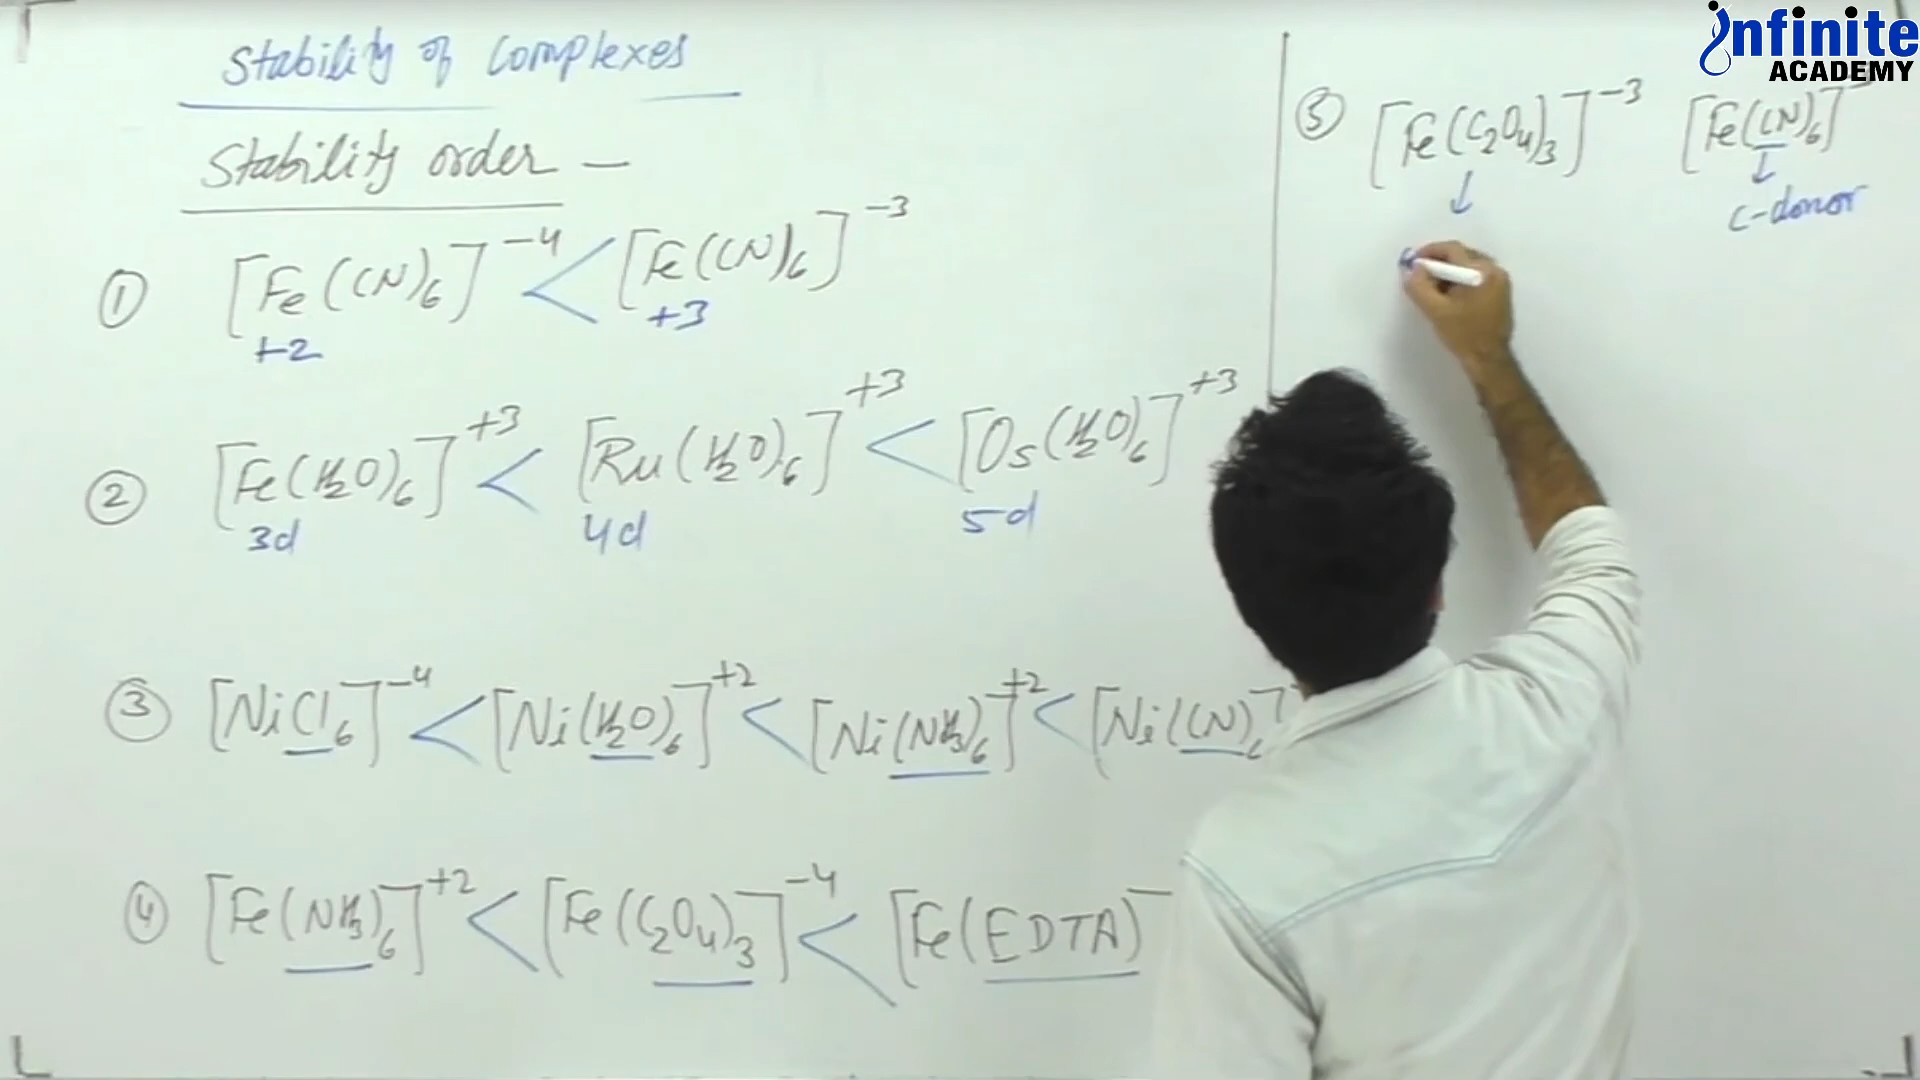 infinite
ACADEMY
Stability of Complexes
Stability order —
① [Fe(CN)₆]⁻⁴ < [Fe(CN)₆]⁻³
+2 +3
② [Fe(H₂O)₆]⁺³ < [Ru(H₂O)₆]⁺³ < [Os(H₂O)₆]⁺³
3d 4d 5d
③ [NiCl₆]⁻⁴ < [Ni(H₂O)₆]⁺² < [Ni(NH₃)₆]⁺² < [Ni(CN)₆]
④ [Fe(NH₃)₆]⁺² < [Fe(C₂O₄)₃]⁻⁴ < [Fe(EDTA)
⑤ [Fe(C₂O₄)₃]⁻³ [Fe(CN)₆]
↓ ↓
C-donor